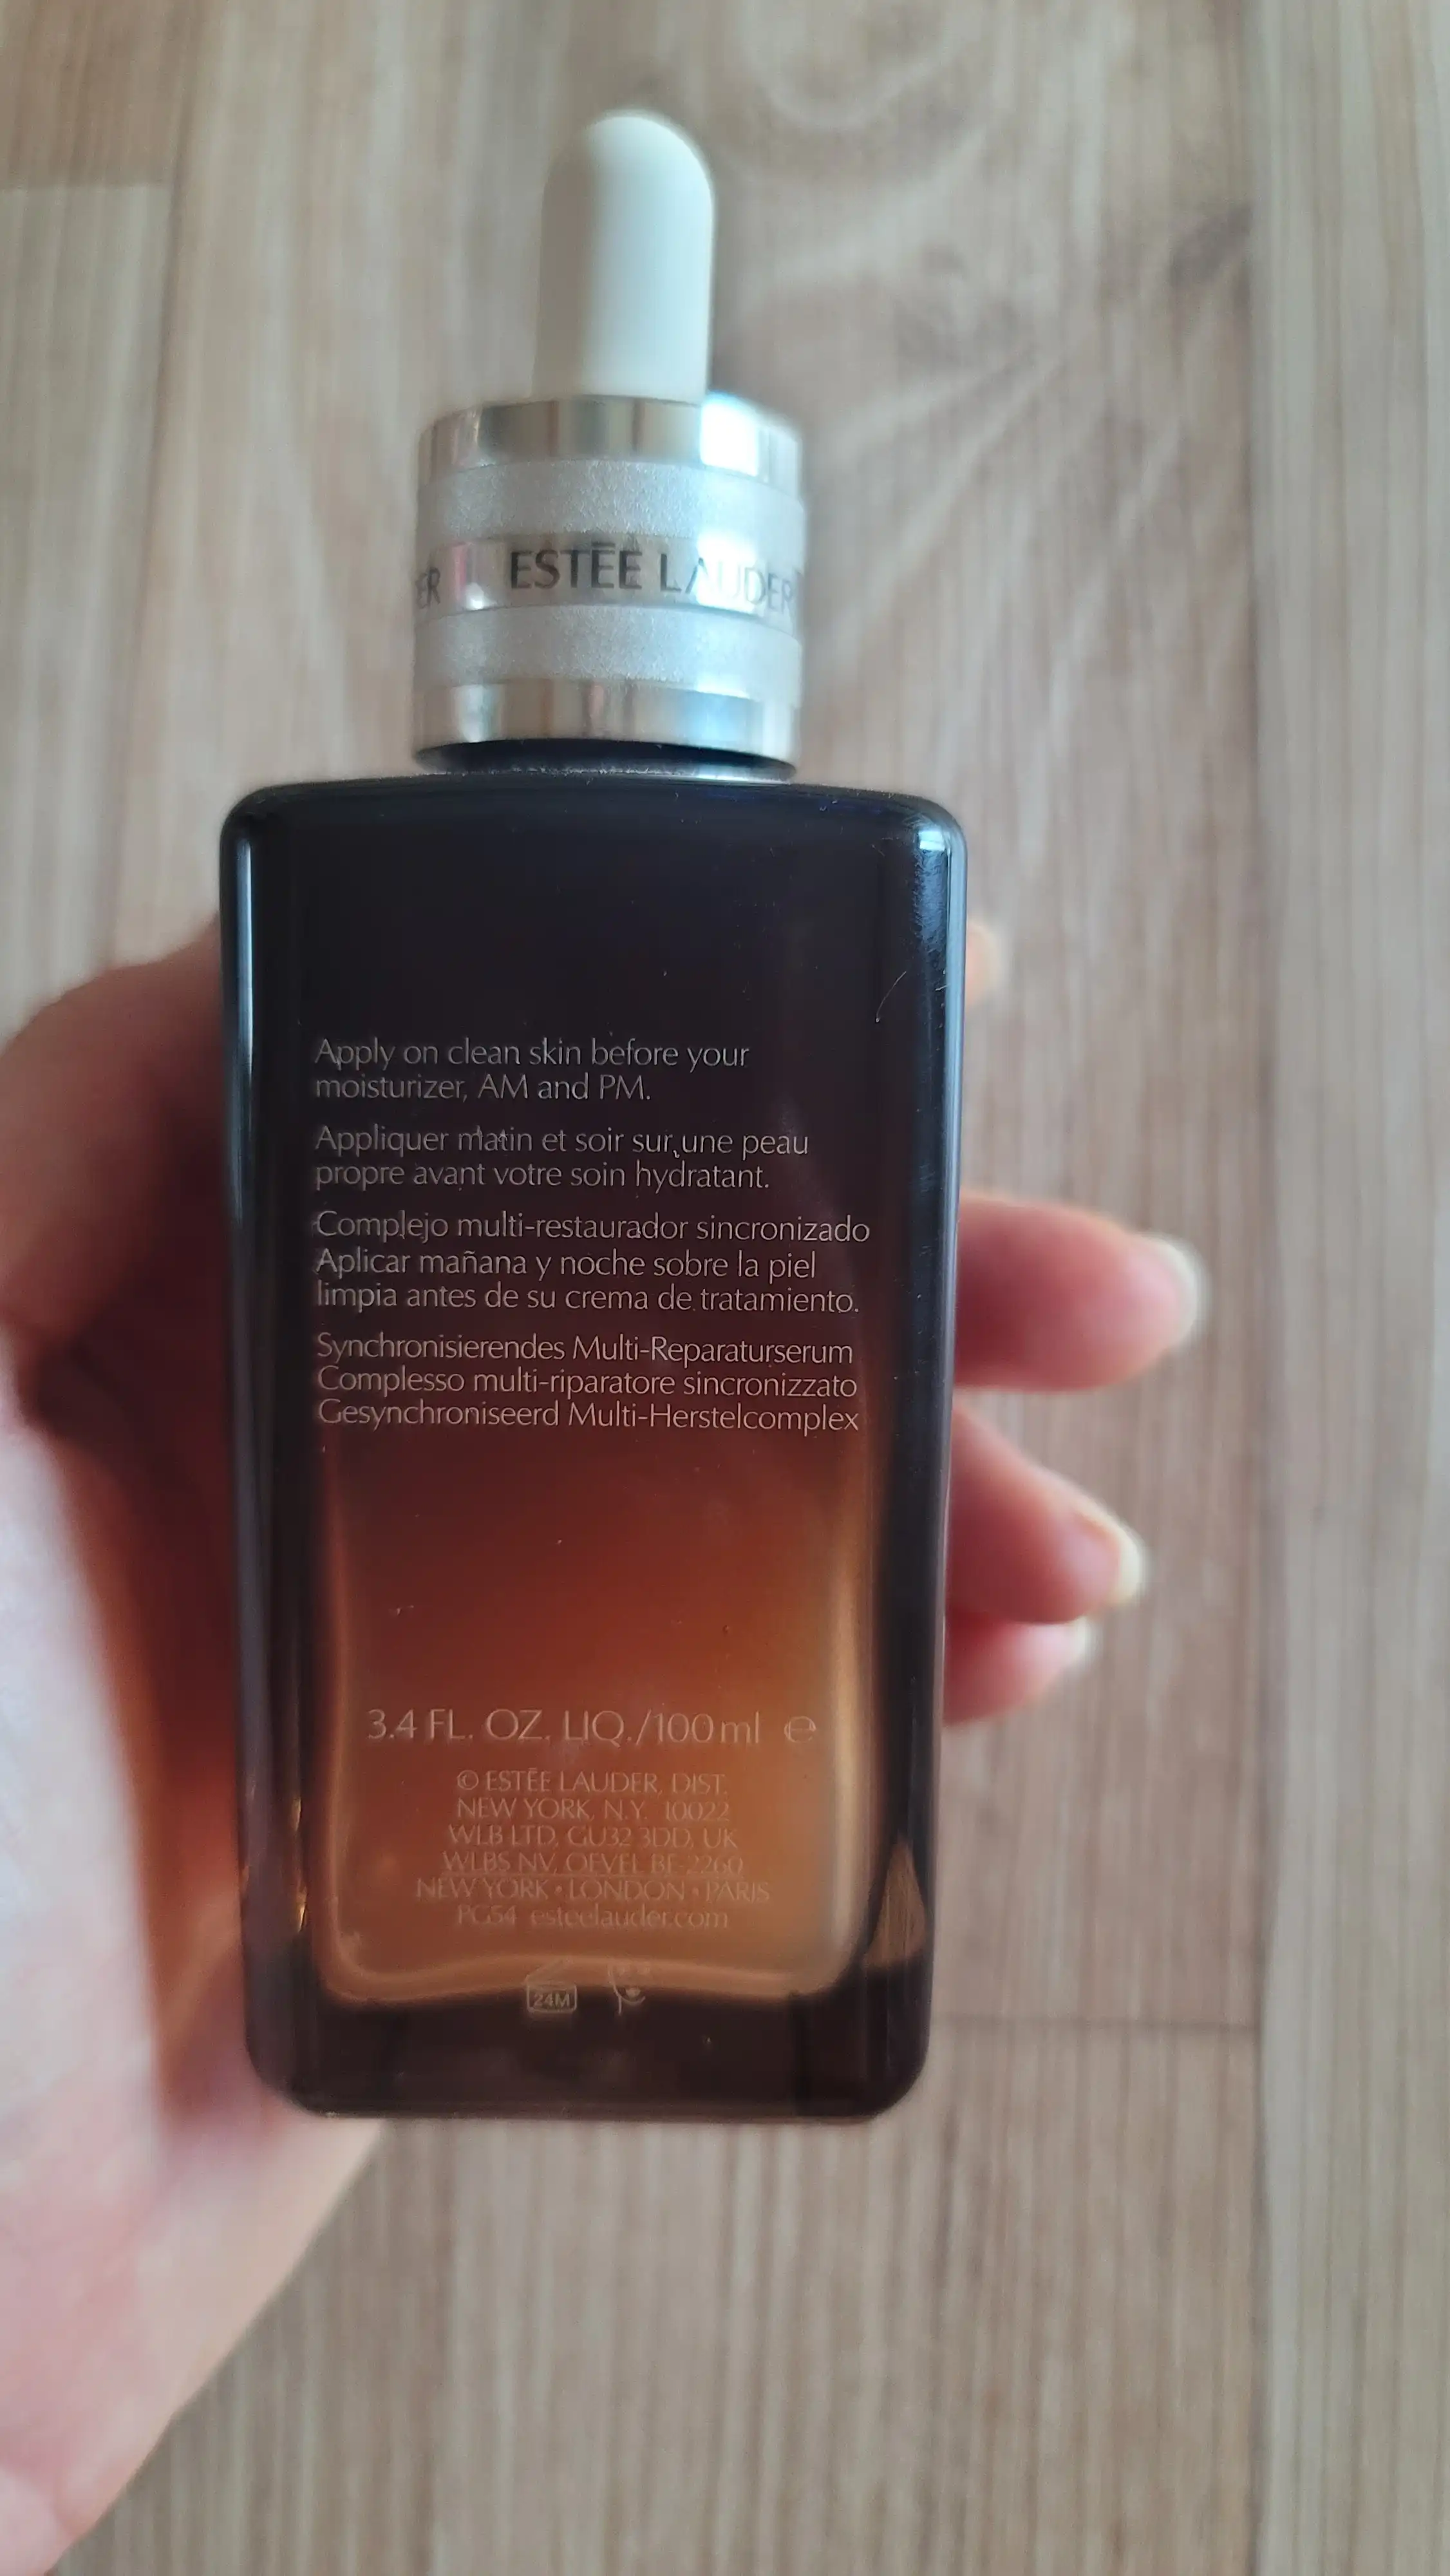 ER ESTĒE LAUDER
Apply on clean skin before your
moisturizer, AM and PM.
Appliquer matin et soir sur une peau
propre avant votre soin hydratant.
Complejo multi-restaurador sincronizado
Aplicar mañana y noche sobre la piel
limpia antes de su crema de tratamiento.
Synchronisierendes Multi-Reparaturserum
Complesso multi-riparatore sincronizzato
Gesynchroniseerd Multi-Herstelcomplex
3.4 FL. OZ. LIQ./100 ml ℮
© ESTĒE LAUDER, DIST.
NEW YORK, N.Y. 10022
WLB LTD, GU32 3DD, UK
WLBS NV, OEVEL BE-2260
NEW YORK • LONDON • PARIS
PG54 esteelauder.com
24M